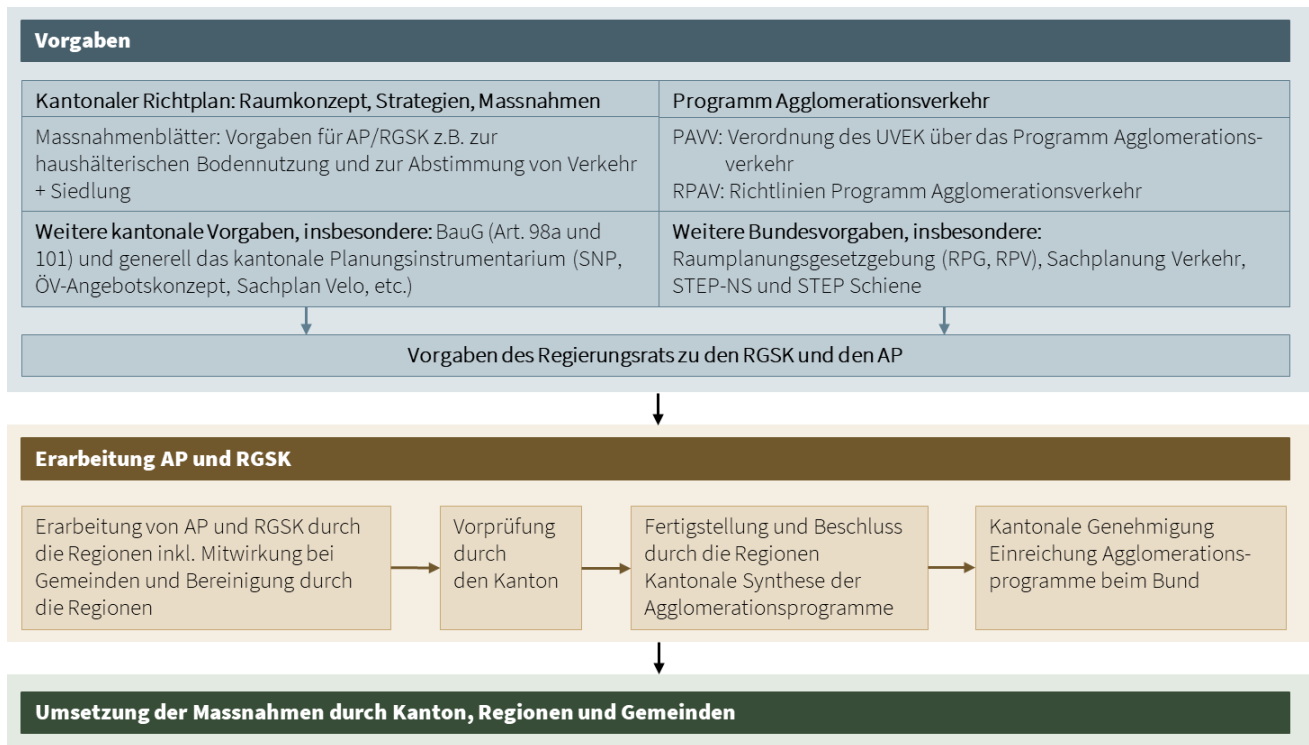 Vorgaben
Kantonaler Richtplan: Raumkonzept, Strategien, Massnahmen
Massnahmenblätter: Vorgaben für AP/RGSK z.B. zur
haushälterischen Bodennutzung und zur Abstimmung von Verkehr
+ Siedlung
Programm Agglomerationsverkehr
PAVV: Verordnung des UVEK über das Programm Agglomerations-
verkehr
RPAV: Richtlinien Programm Agglomerationsverkehr
Weitere kantonale Vorgaben, insbesondere: BauG (Art. 98a und
101) und generell das kantonale Planungsinstrumentarium (SNP,
ÖV-Angebotskonzept, Sachplan Velo, etc.)
Weitere Bundesvorgaben, insbesondere:
Raumplanungsgesetzgebung (RPG, RPV), Sachplanung Verkehr,
STEP-NS und STEP Schiene
Vorgaben des Regierungsrats zu den RGSK und den AP
Erarbeitung AP und RGSK
Erarbeitung von AP und RGSK durch
die Regionen inkl. Mitwirkung bei
Gemeinden und Bereinigung durch
die Regionen
Vorprüfung
durch
den Kanton
Fertigstellung und Beschluss
durch die Regionen
Kantonale Synthese der
Agglomerationsprogramme
Kantonale Genehmigung
Einreichung Agglomerations-
programme beim Bund
Umsetzung der Massnahmen durch Kanton, Regionen und Gemeinden